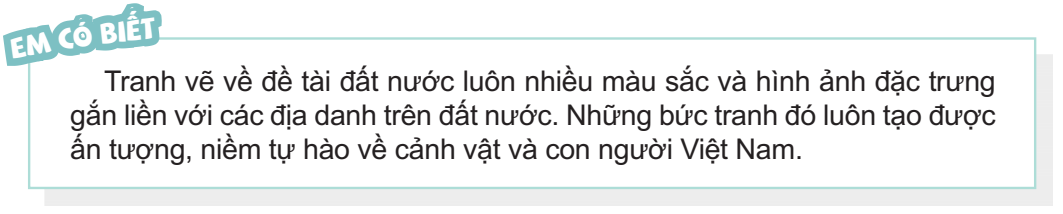 EM CÓ BIẾT
Tranh vẽ về đề tài đất nước luôn nhiều màu sắc và hình ảnh đặc trưng
gắn liền với các địa danh trên đất nước. Những bức tranh đó luôn tạo được
ấn tượng, niềm tự hào về cảnh vật và con người Việt Nam.